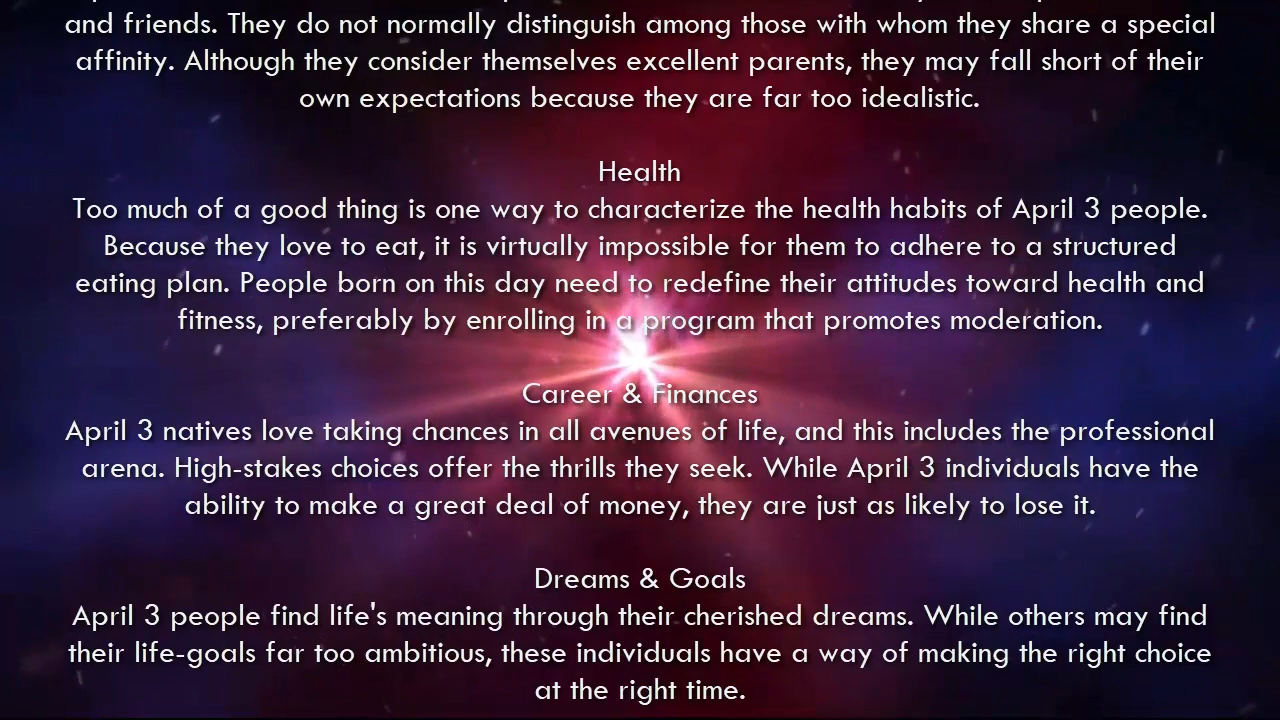 and friends. They do not normally distinguish among those with whom they share a special
affinity. Although they consider themselves excellent parents, they may fall short of their
own expectations because they are far too idealistic.
Health
Too much of a good thing is one way to characterize the health habits of April 3 people.
Because they love to eat, it is virtually impossible for them to adhere to a structured
eating plan. People born on this day need to redefine their attitudes toward health and
fitness, preferably by enrolling in a program that promotes moderation.
Career & Finances
April 3 natives love taking chances in all avenues of life, and this includes the professional
arena. High-stakes choices offer the thrills they seek. While April 3 individuals have the
ability to make a great deal of money, they are just as likely to lose it.
Dreams & Goals
April 3 people find life's meaning through their cherished dreams. While others may find
their life-goals far too ambitious, these individuals have a way of making the right choice
at the right time.